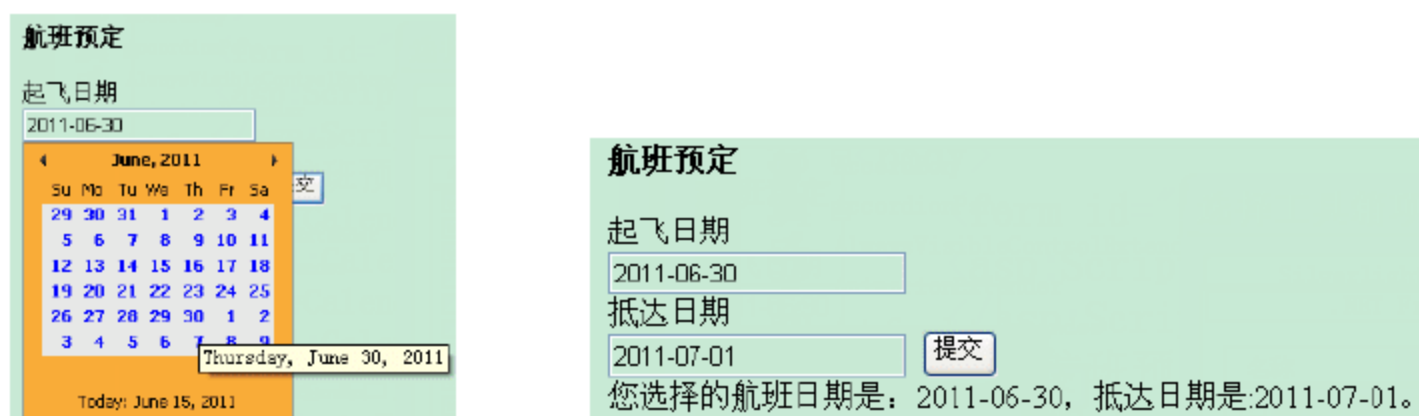 航班预定
起飞日期
2011-06-30
June, 2011
Su Mo Tu We Th Fr Sa
29 30 31 1 2 3 4
5 6 7 8 9 10 11
12 13 14 15 16 17 18
19 20 21 22 23 24 25
26 27 28 29 30 1 2
3 4 5 6 7 8 9
交
Thursday, June 30, 2011
Today: June 15, 2011
航班预定
起飞日期
2011-06-30
抵达日期
2011-07-01
提交
您选择的航班日期是：2011-06-30，抵达日期是:2011-07-01。